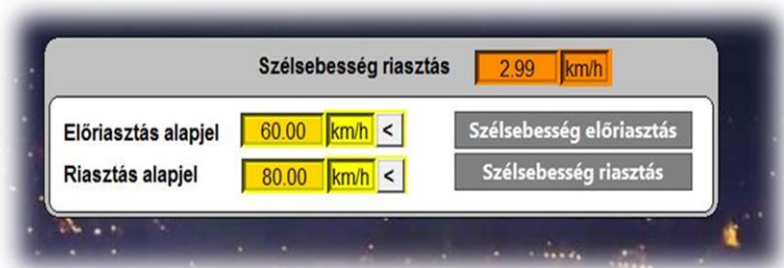 Szélsebesség riasztás 2.99 km/h
Előriasztás alapjel 60.00 km/h < Szélsebesség előriasztás
Riasztás alapjel 80.00 km/h < Szélsebesség riasztás